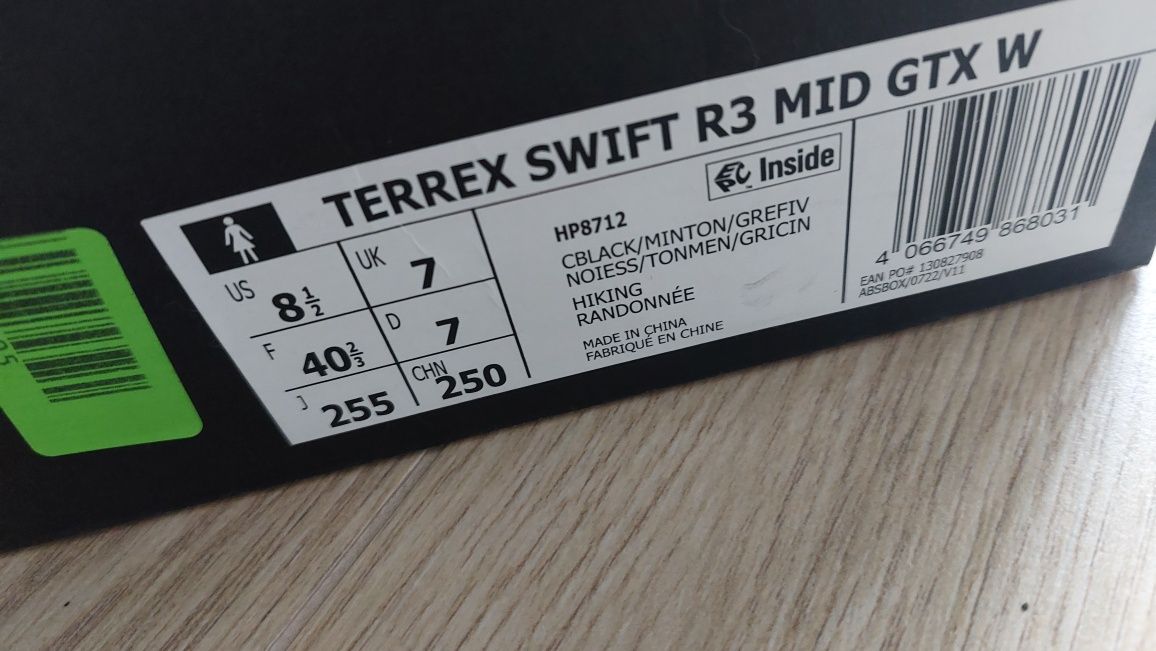 TERREX SWIFT R3 MID GTX W
US 8½
UK 7
F 40⅔
D 7
J 255
CHN 250
Inside
HP8712
CBLACK/MINTON/GREFIV
NOIESS/TONMEN/GRICIN
HIKING
RANDONNÉE
MADE IN CHINA
FABRIQUÉ EN CHINE
4 066749 868031
EAN PO# 130827908
ABSBOX/0722/V11